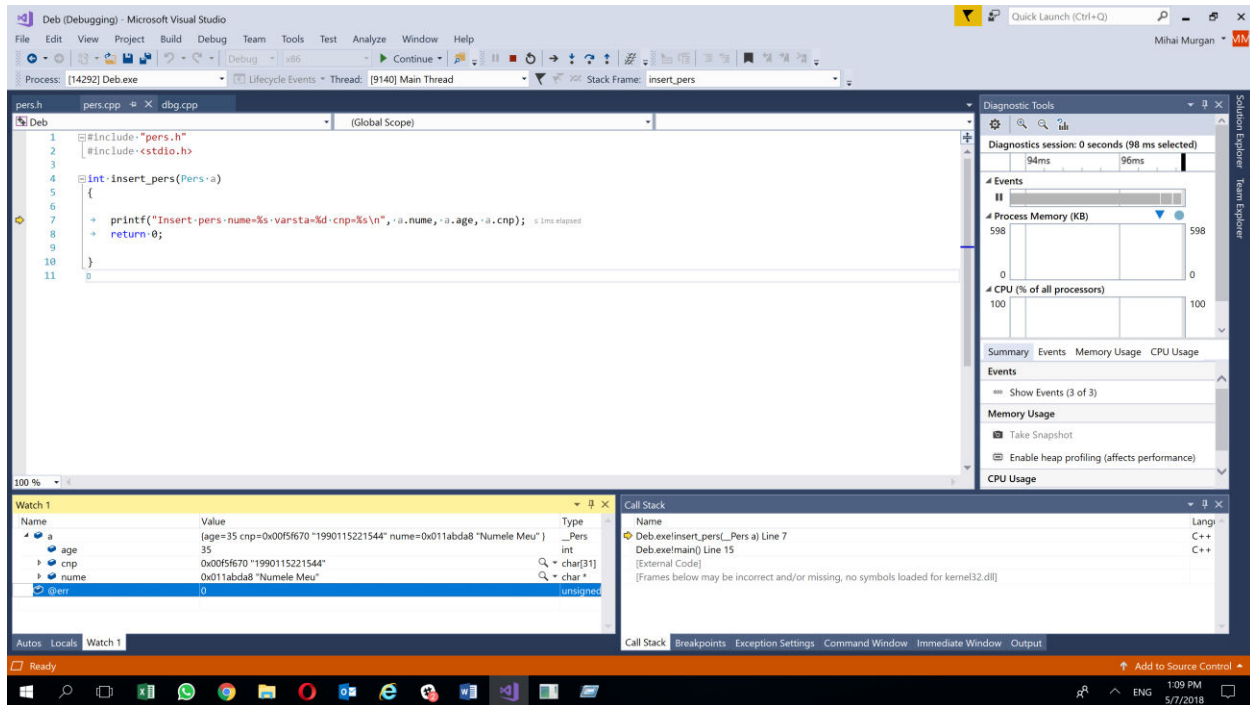 Deb (Debugging) - Microsoft Visual Studio
Quick Launch (Ctrl+Q)
File Edit View Project Build Debug Team Tools Test Analyze Window Help
Mihai Murgan MM
Debug x86 Continue
Process: [14292] Deb.exe Lifecycle Events Thread: [9140] Main Thread Stack Frame: insert_pers
pers.h pers.cpp dbg.cpp
Deb (Global Scope)
1 #include·"pers.h"
2 #include·<stdio.h>
3
4 int·insert_pers(Pers·a)
5 {
6
7 printf("Insert·pers·nume=%s·varsta=%d·cnp=%s\n",·a.nume,·a.age,·a.cnp); ≤ 1ms elapsed
8 return·0;
9
10 }
11
100 %
Diagnostic Tools
Diagnostics session: 0 seconds (98 ms selected)
94ms 96ms
Events
Process Memory (KB)
598 598
0 0
CPU (% of all processors)
100 100
Summary Events Memory Usage CPU Usage
Events
Show Events (3 of 3)
Memory Usage
Take Snapshot
Enable heap profiling (affects performance)
CPU Usage
Solution Explorer
Team Explorer
Watch 1
Name Value Type
a {age=35 cnp=0x00f5f670 "1990115221544" nume=0x011abda8 "Numele Meu" } __Pers
age 35 int
cnp 0x00f5f670 "1990115221544" char[31]
nume 0x011abda8 "Numele Meu" char *
@err 0 unsigned
Autos Locals Watch 1
Call Stack
Name Langu
Deb.exe!insert_pers(__Pers a) Line 7 C++
Deb.exe!main() Line 15 C++
[External Code]
[Frames below may be incorrect and/or missing, no symbols loaded for kernel32.dll]
Call Stack Breakpoints Exception Settings Command Window Immediate Window Output
Ready
Add to Source Control
ENG
1:09 PM
5/7/2018